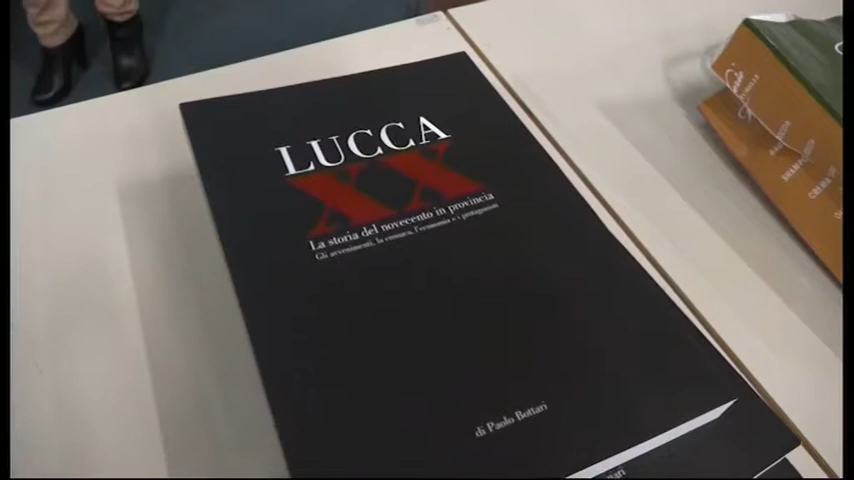 LUCCA
XX
La storia del novecento in provincia
Gli avvenimenti, la cronaca, l'economia e i protagonisti
di Paolo Bottari